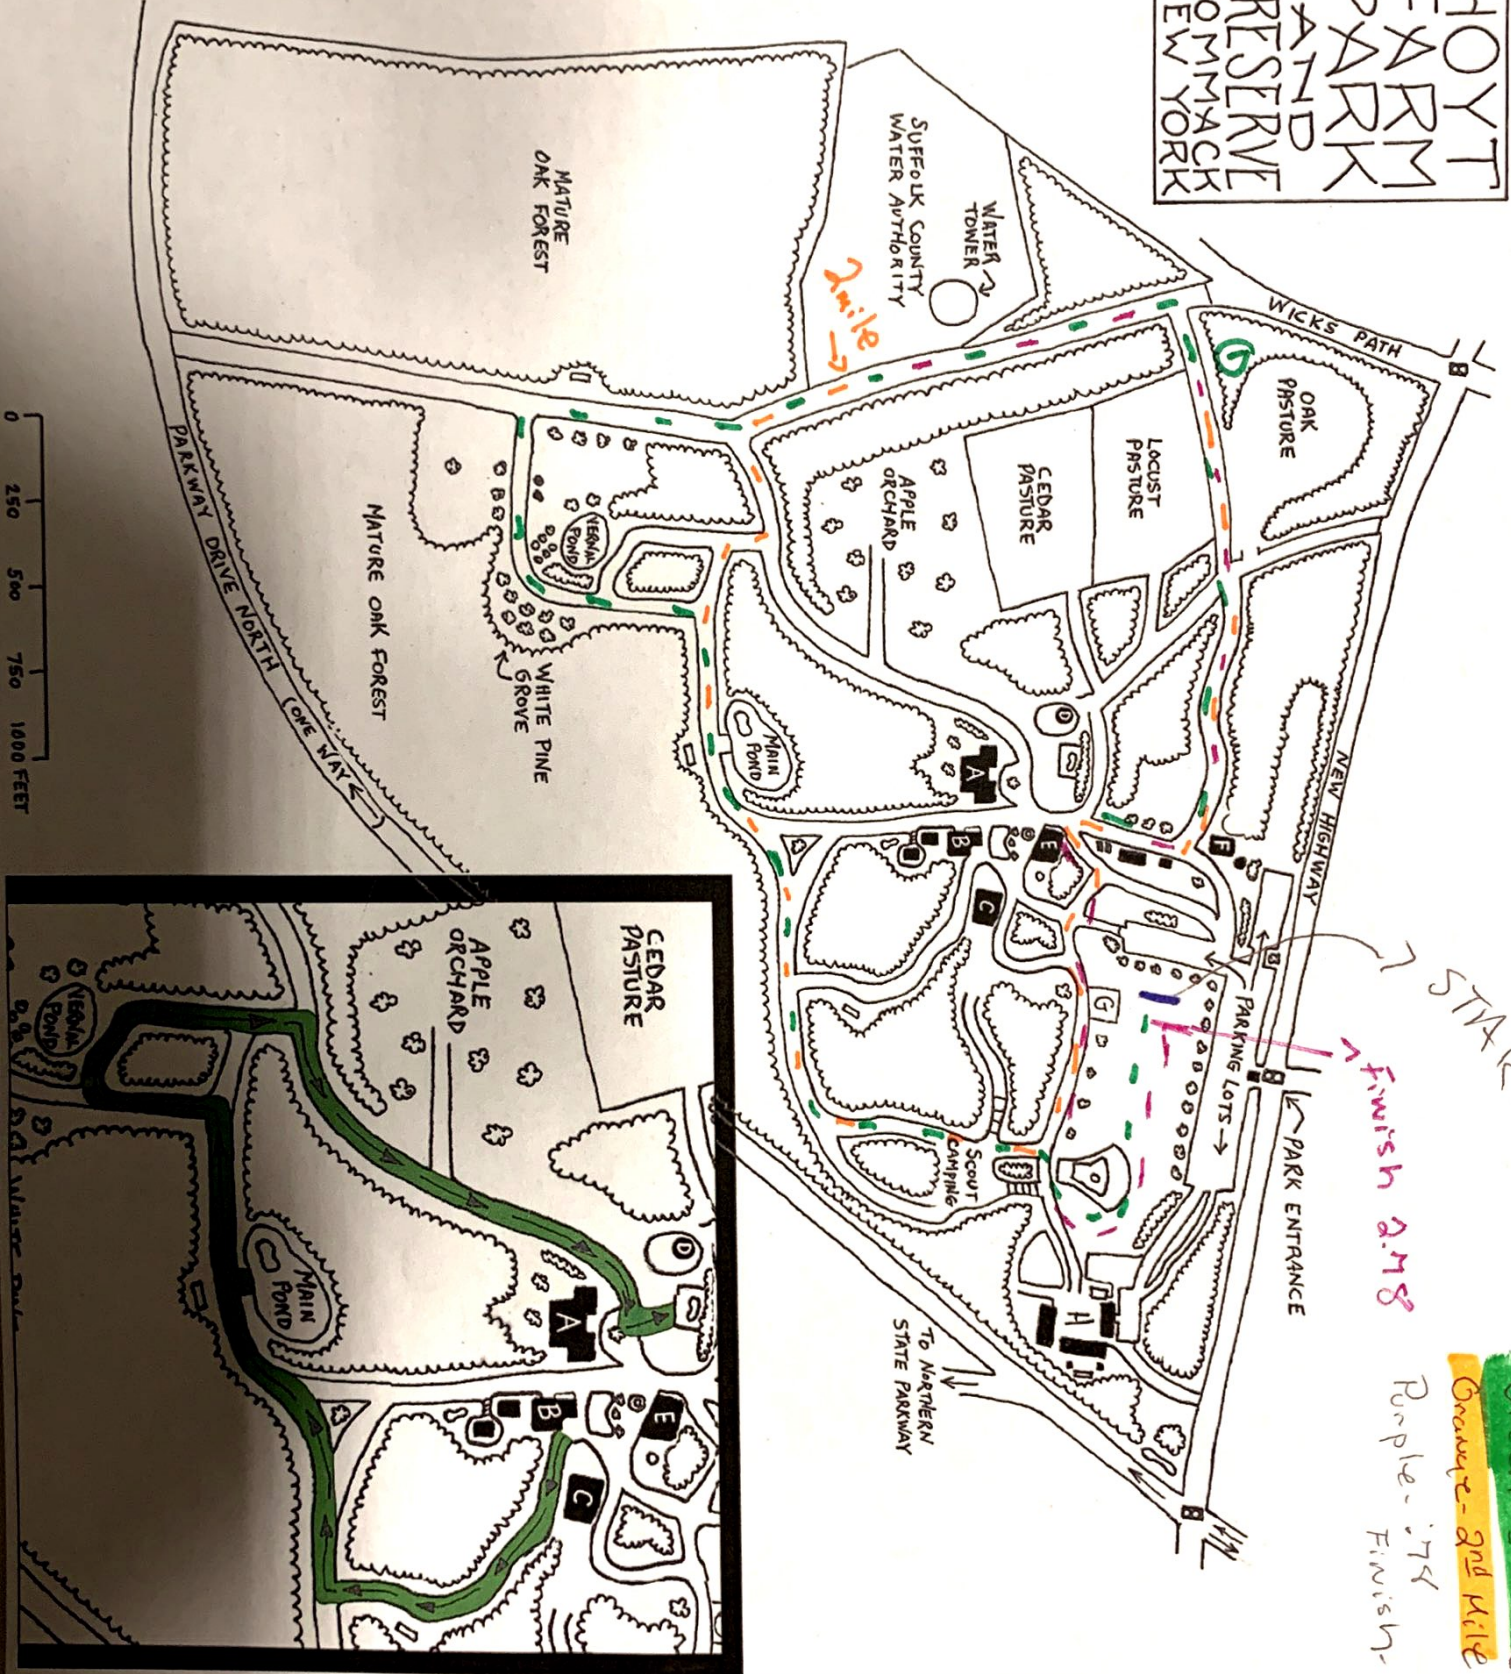 HOYT
FARM
PARK
AND
PRESERVE
COMMACK
NEW YORK
WICKS PATH
B
OAK
PASTURE
WATER
TOWER
SUFFOLK COUNTY
WATER AUTHORITY
MATURE
OAK FOREST
2 mile
LOCUST
PASTURE
CEDAR
PASTURE
APPLE
ORCHARD
VERNAL
POND
MATURE OAK FOREST
WHITE PINE
GROVE
PARKWAY DRIVE NORTH (ONE WAY)
0 250 500 750 1000 FEET
MAIN
POND
NEW HIGHWAY
A
B
C
D
E
F
G
H
B
B
B
PARKING LOTS
PARK ENTRANCE
SCOUT
CAMPING
TO NORTHERN
STATE PARKWAY
Finish 2.78
Orange - 2nd Mile
Purple - .78
Finish -
CEDAR
PASTURE
APPLE
ORCHARD
VERNAL
POND
MAIN
POND
A
B
C
D
E